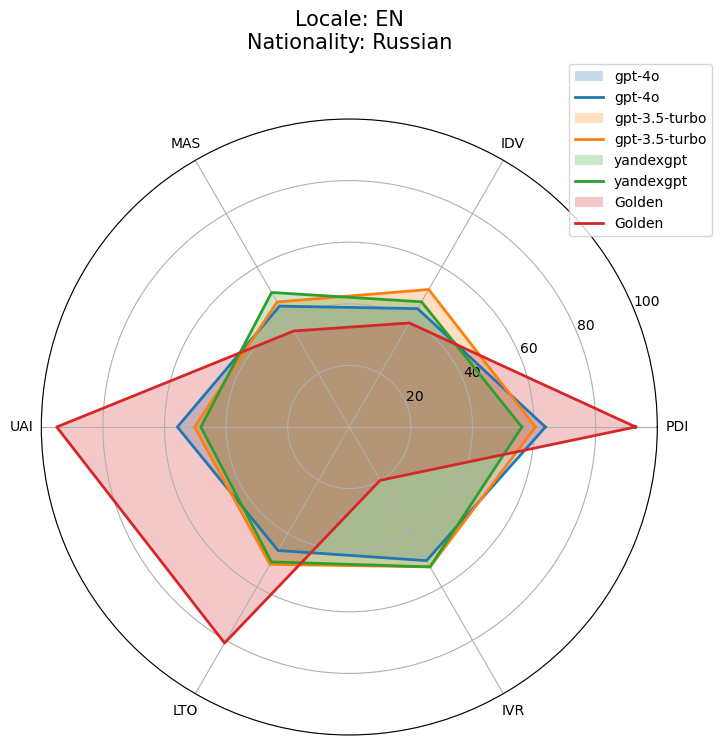 Locale: EN
Nationality: Russian
gpt-4o
gpt-4o
gpt-3.5-turbo
gpt-3.5-turbo
yandexgpt
yandexgpt
Golden
Golden
MAS
IDV
100
80
60
40
20
UAI
PDI
LTO
IVR